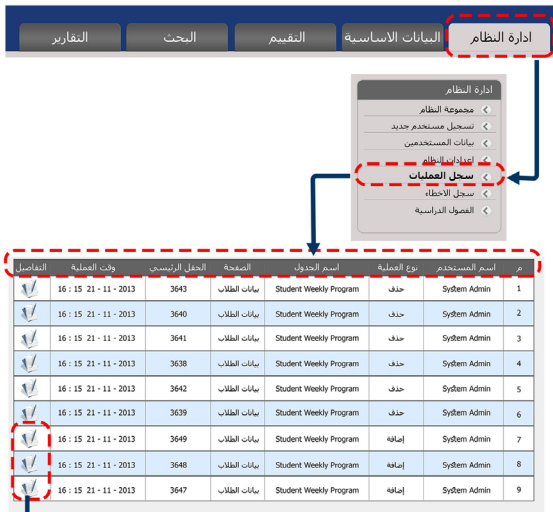 ادارة النظام البيانات الاساسية التقييم البحث التقارير
ادارة النظام
مجموعة النظام
تسجيل مستخدم جديد
بيانات المستخدمين
اعدادات النظام
سجل العمليات
سجل الاخطاء
الفصول الدراسية
م اسم المستخدم نوع العملية اسم الجدول الصفحة الحقل الرئيسي وقت العملية التفاصيل
1 System Admin حذف Student Weekly Program بيانات الطلاب 3643 16 : 15 21 - 11 - 2013
2 System Admin حذف Student Weekly Program بيانات الطلاب 3640 16 : 15 21 - 11 - 2013
3 System Admin حذف Student Weekly Program بيانات الطلاب 3641 16 : 15 21 - 11 - 2013
4 System Admin حذف Student Weekly Program بيانات الطلاب 3638 16 : 15 21 - 11 - 2013
5 System Admin حذف Student Weekly Program بيانات الطلاب 3642 16 : 15 21 - 11 - 2013
6 System Admin حذف Student Weekly Program بيانات الطلاب 3639 16 : 15 21 - 11 - 2013
7 System Admin إضافة Student Weekly Program بيانات الطلاب 3649 16 : 15 21 - 11 - 2013
8 System Admin إضافة Student Weekly Program بيانات الطلاب 3648 16 : 15 21 - 11 - 2013
9 System Admin إضافة Student Weekly Program بيانات الطلاب 3647 16 : 15 21 - 11 - 2013